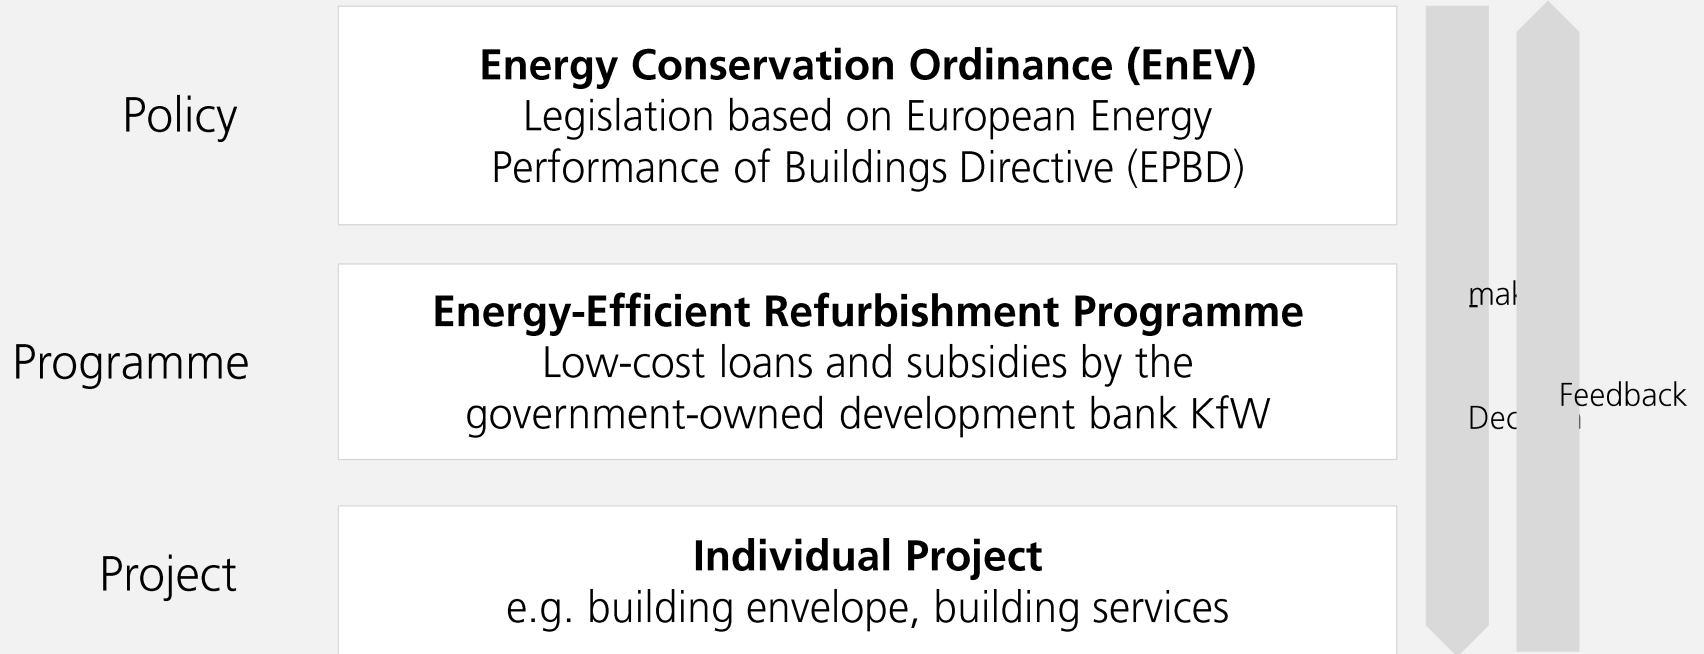 Policy
Energy Conservation Ordinance (EnEV)
Legislation based on European Energy
Performance of Buildings Directive (EPBD)
Programme
Energy-Efficient Refurbishment Programme
Low-cost loans and subsidies by the
government-owned development bank KfW
Feedback
Project
Individual Project
e.g. building envelope, building services